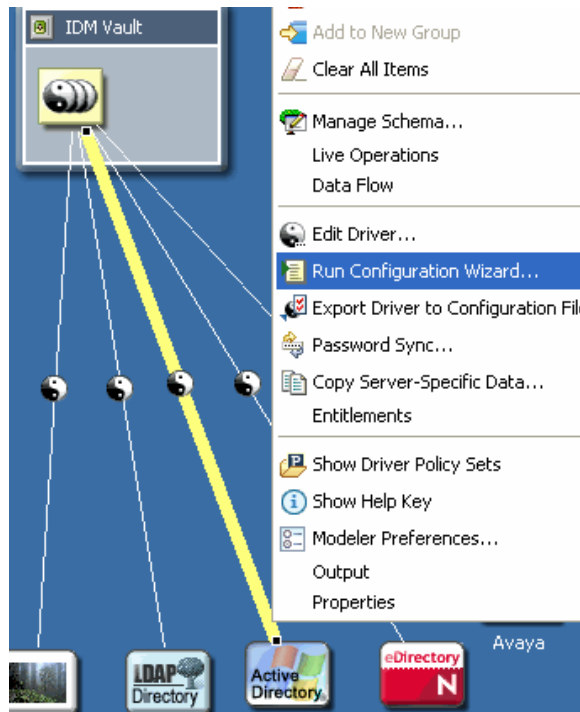 IDM Vault
Add to New Group
Clear All Items
Manage Schema...
Live Operations
Data Flow
Edit Driver...
Run Configuration Wizard...
Export Driver to Configuration Fil
Password Sync...
Copy Server-Specific Data...
Entitlements
Show Driver Policy Sets
Show Help Key
Modeler Preferences...
Output
Properties
Avaya
LDAP
Directory
Active
Directory
eDirectory
N